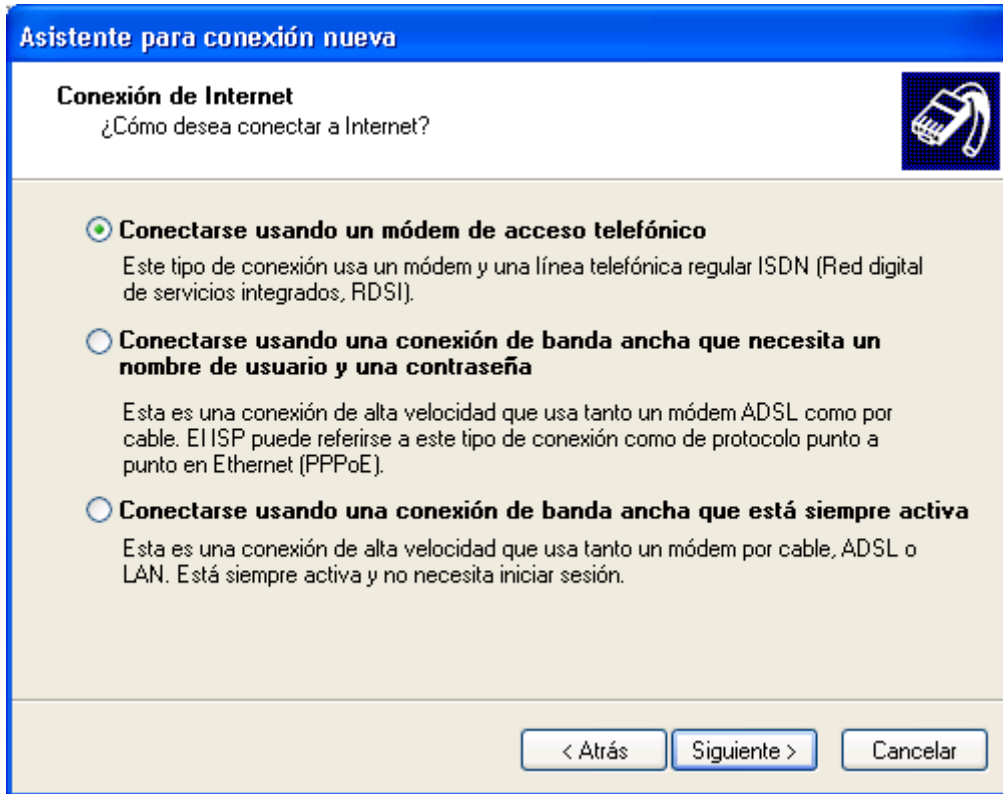 Asistente para conexión nueva
Conexión de Internet
¿Cómo desea conectar a Internet?
Conectarse usando un módem de acceso telefónico
Este tipo de conexión usa un módem y una línea telefónica regular ISDN (Red digital
de servicios integrados, RDSI).
Conectarse usando una conexión de banda ancha que necesita un
nombre de usuario y una contraseña
Esta es una conexión de alta velocidad que usa tanto un módem ADSL como por
cable. El ISP puede referirse a este tipo de conexión como de protocolo punto a
punto en Ethernet (PPPoE).
Conectarse usando una conexión de banda ancha que está siempre activa
Esta es una conexión de alta velocidad que usa tanto un módem por cable, ADSL o
LAN. Está siempre activa y no necesita iniciar sesión.
< Atrás Siguiente > Cancelar